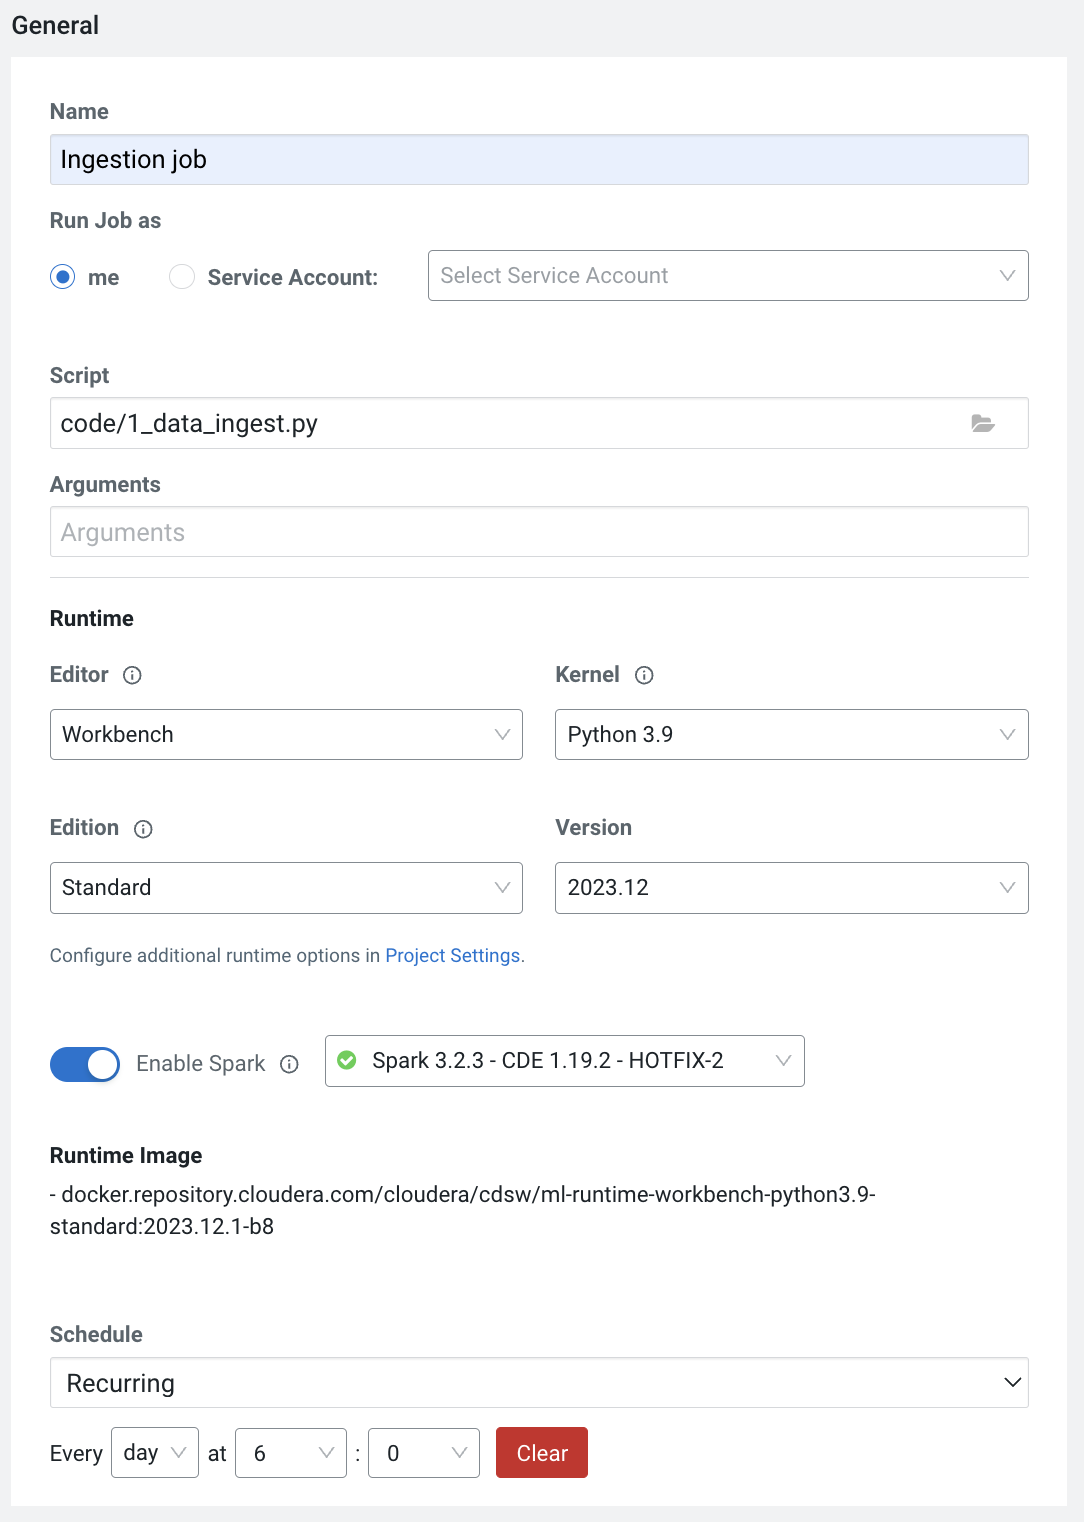 General
Name
Ingestion job
Run Job as
me Service Account: Select Service Account
Script
code/1_data_ingest.py
Arguments
Arguments
Runtime
Editor Kernel
Workbench Python 3.9
Edition Version
Standard 2023.12
Configure additional runtime options in Project Settings.
Enable Spark Spark 3.2.3 - CDE 1.19.2 - HOTFIX-2
Runtime Image
- docker.repository.cloudera.com/cloudera/cdsw/ml-runtime-workbench-python3.9-
standard:2023.12.1-b8
Schedule
Recurring
Every day at 6 : 0 Clear